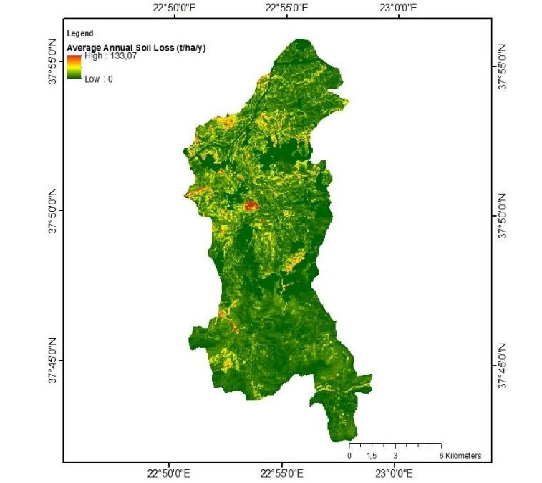 22°50'0"E 22°55'0"E 23°0'0"E
Legend
Average Annual Soil Loss (t/ha/y)
High : 133,07
Low : 0
37°55'0"N 37°55'0"N
37°50'0"N 37°50'0"N
37°45'0"N 37°45'0"N
0 1,5 3 6 Kilometers
22°50'0"E 22°55'0"E 23°0'0"E